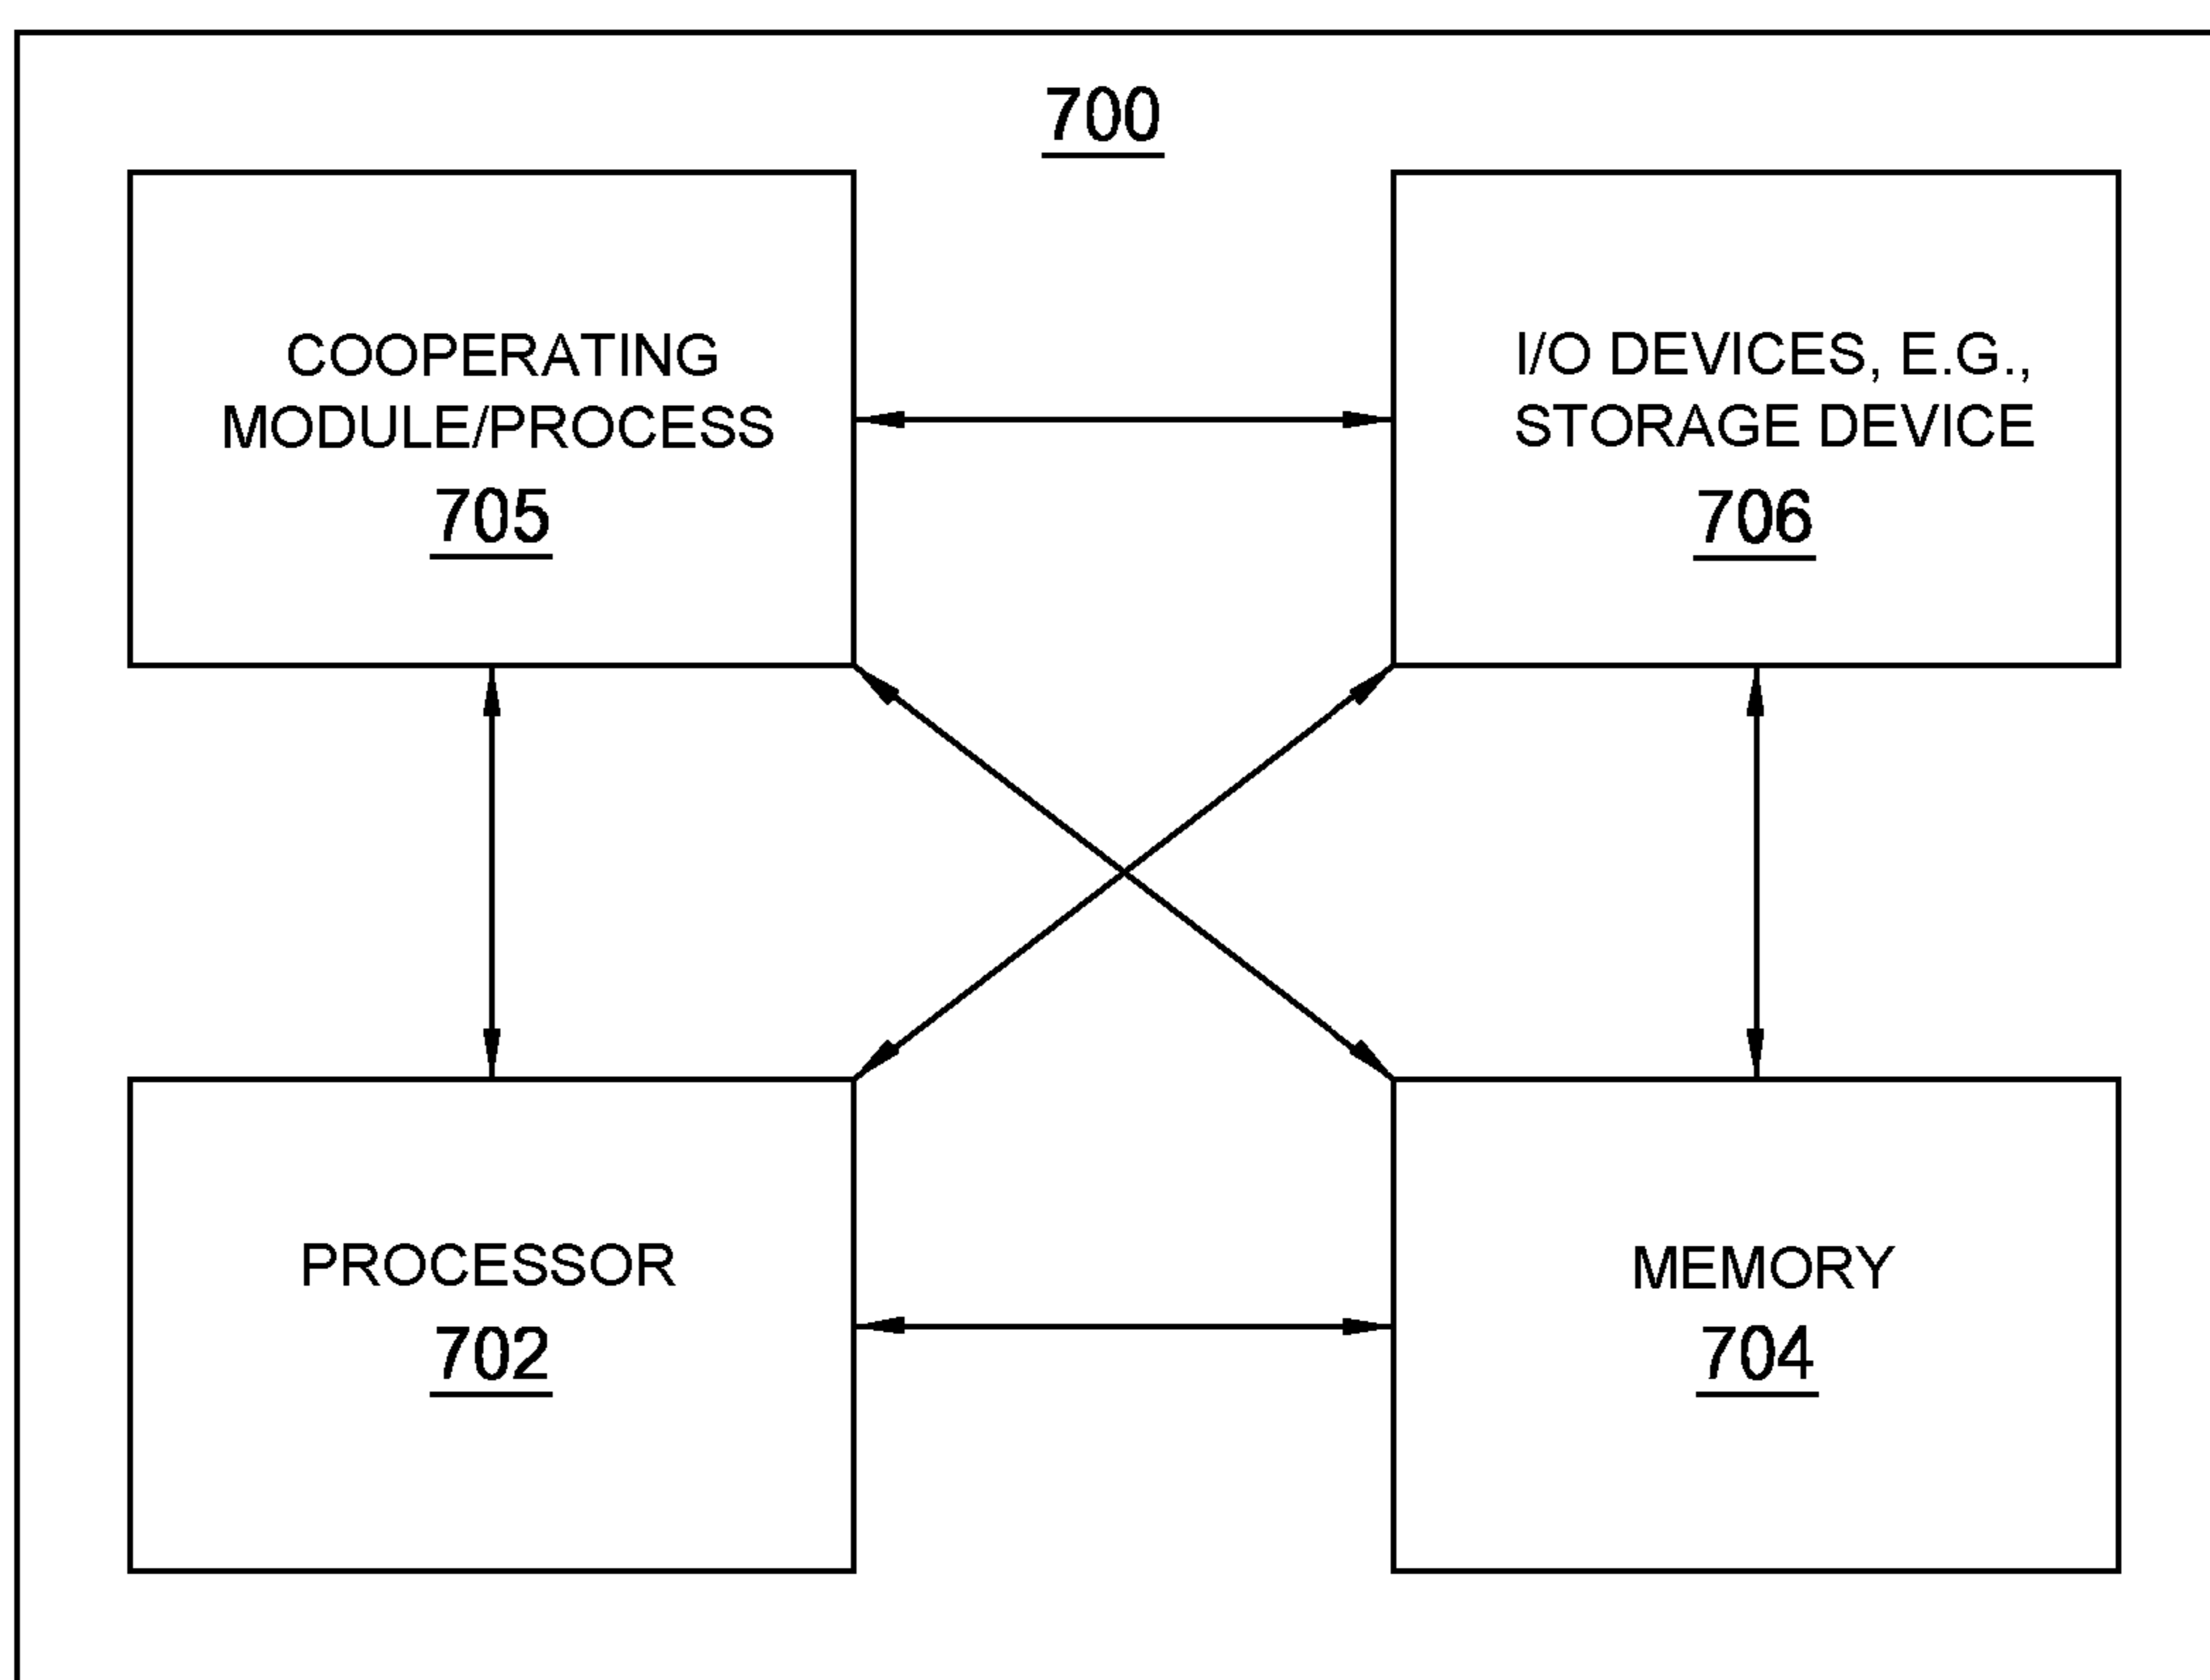 700
COOPERATING
MODULE/PROCESS
705
I/O DEVICES, E.G.,
STORAGE DEVICE
706
PROCESSOR
702
MEMORY
704